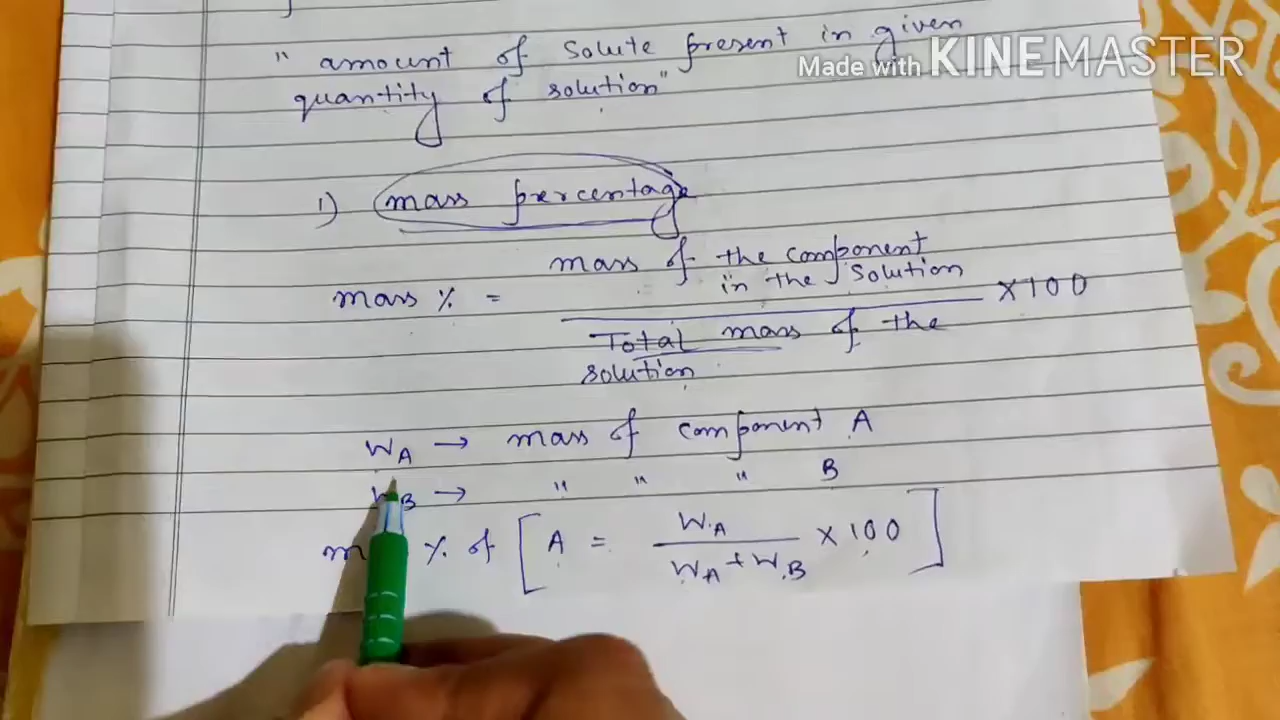 " amount of solute present in given
Made with KINEMASTER
quantity of solution"
1) mass percentage
mass of the component
in the solution
mass % = x 100
Total mass of the
solution
WA → mass of component A
WB → " " " B
% of [ A = WA / WA + WB x 100 ]